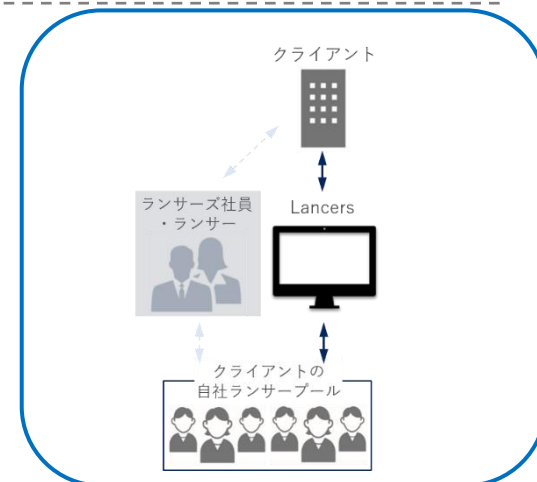 クライアント
ランサーズ社員
・ランサー
Lancers
クライアントの
自社ランサープール